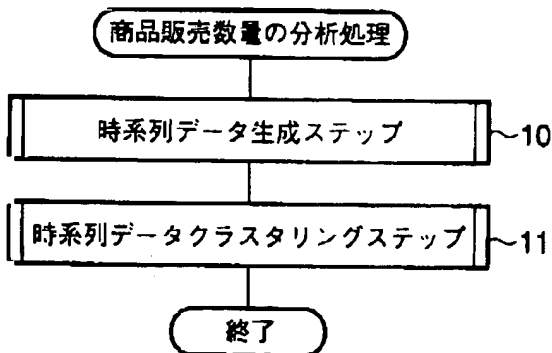 商品販売数量の分析処理
時系列データ生成ステップ 10
時系列データクラスタリングステップ 11
終了